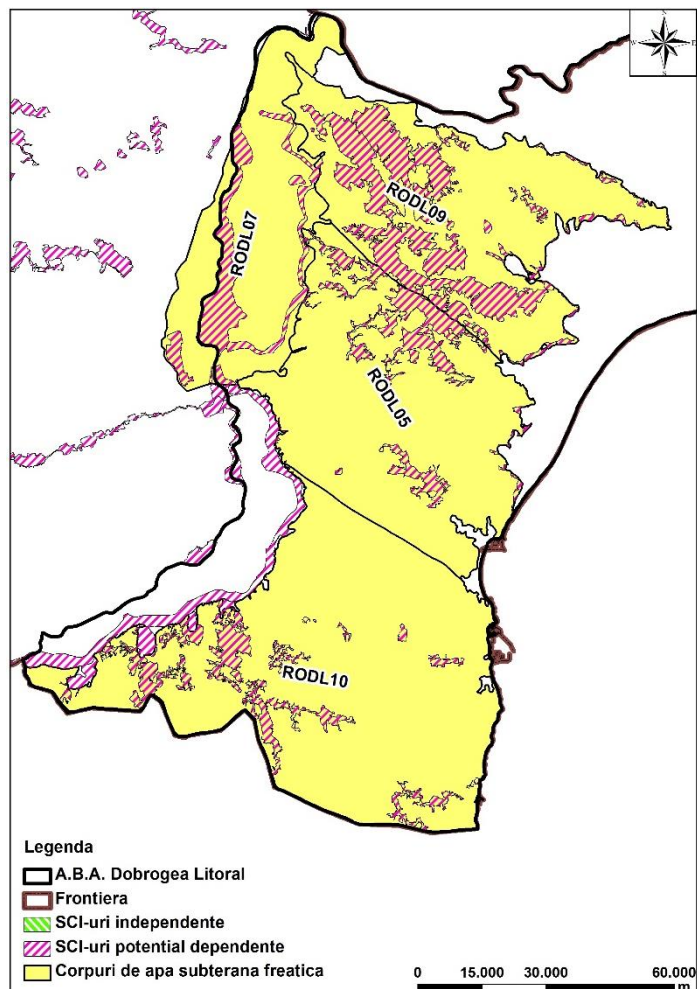 N
W E
S
RODL09
RODL07
RODL05
RODL10
Legenda
A.B.A. Dobrogea Litoral
Frontiera
SCI-uri independente
SCI-uri potential dependente
Corpuri de apa subterana freatica
0 15.000 30.000 60.000
m